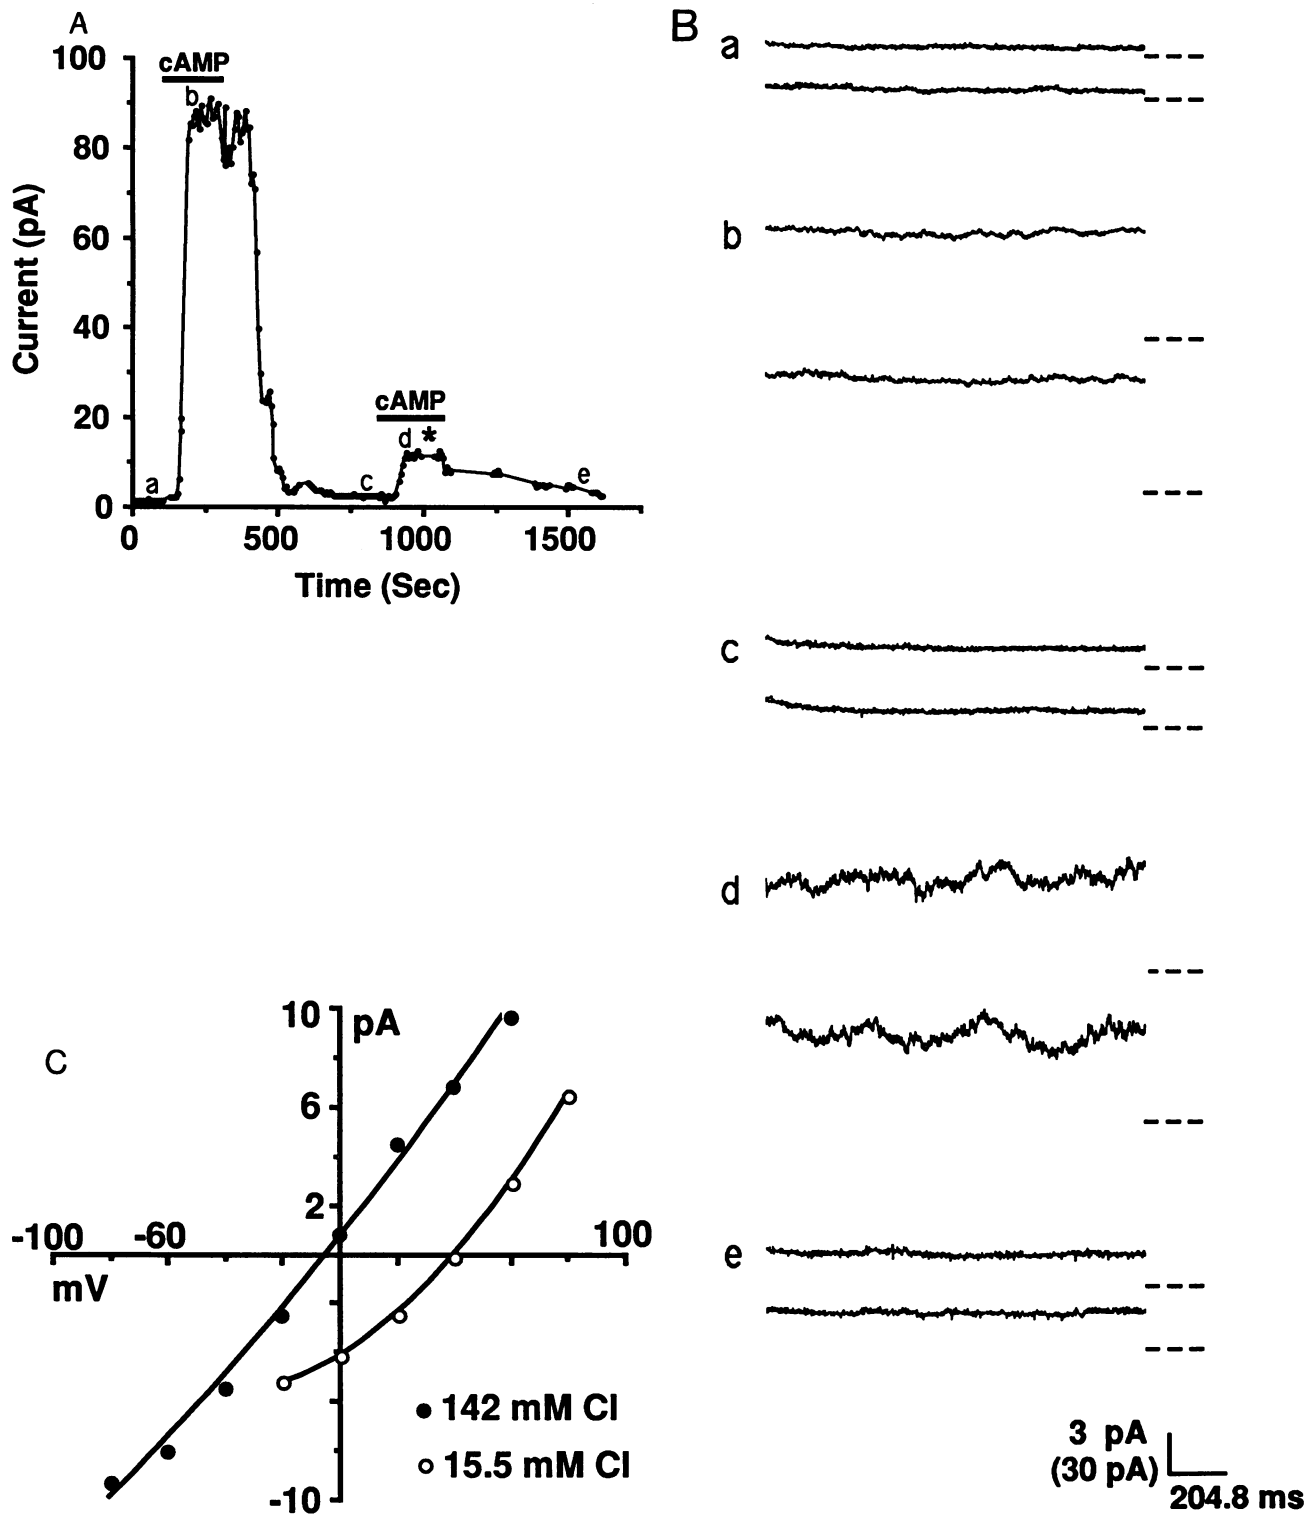 A
100
cAMP
b
80
60
40
20
0
Current (pA)
cAMP
d *
a
c
e
0 500 1000 1500
Time (Sec)
B
a
b
c
d
e
3 pA
(30 pA)
204.8 ms
C
10 pA
6
2
-100 -60 100
mV
-10
142 mM Cl
15.5 mM Cl